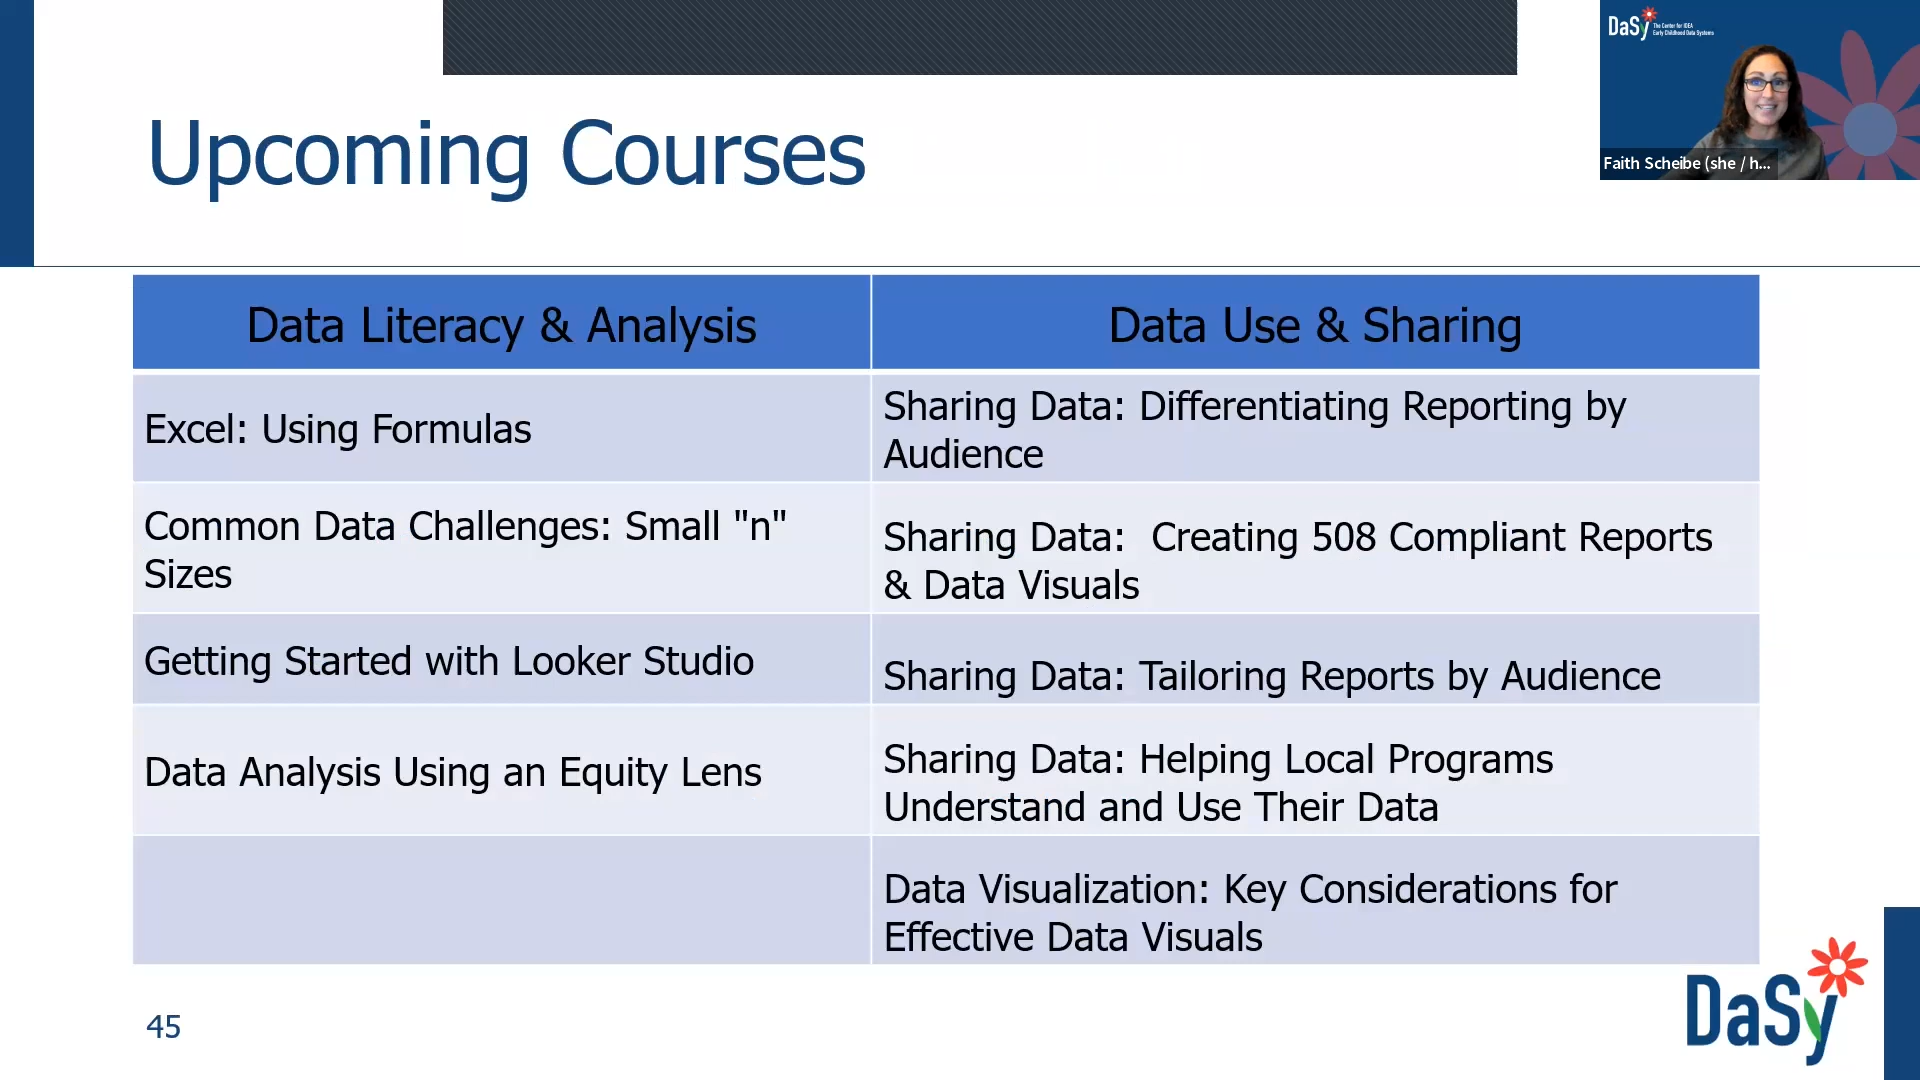 DaSy
The Center for IDEA
Early Childhood Data Systems
Faith Scheibe (she / h...
Upcoming Courses
Data Literacy & Analysis
Data Use & Sharing
Excel: Using Formulas
Sharing Data: Differentiating Reporting by
Audience
Common Data Challenges: Small "n"
Sizes
Sharing Data:  Creating 508 Compliant Reports
& Data Visuals
Getting Started with Looker Studio
Sharing Data: Tailoring Reports by Audience
Data Analysis Using an Equity Lens
Sharing Data: Helping Local Programs
Understand and Use Their Data
Data Visualization: Key Considerations for
Effective Data Visuals
45
DaSy